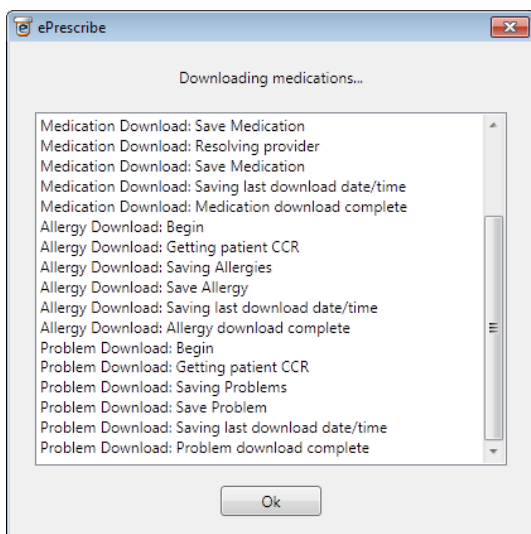 ePrescribe
Downloading medications...
Medication Download: Save Medication
Medication Download: Resolving provider
Medication Download: Save Medication
Medication Download: Saving last download date/time
Medication Download: Medication download complete
Allergy Download: Begin
Allergy Download: Getting patient CCR
Allergy Download: Saving Allergies
Allergy Download: Save Allergy
Allergy Download: Saving last download date/time
Allergy Download: Allergy download complete
Problem Download: Begin
Problem Download: Getting patient CCR
Problem Download: Saving Problems
Problem Download: Save Problem
Problem Download: Saving last download date/time
Problem Download: Problem download complete
Ok